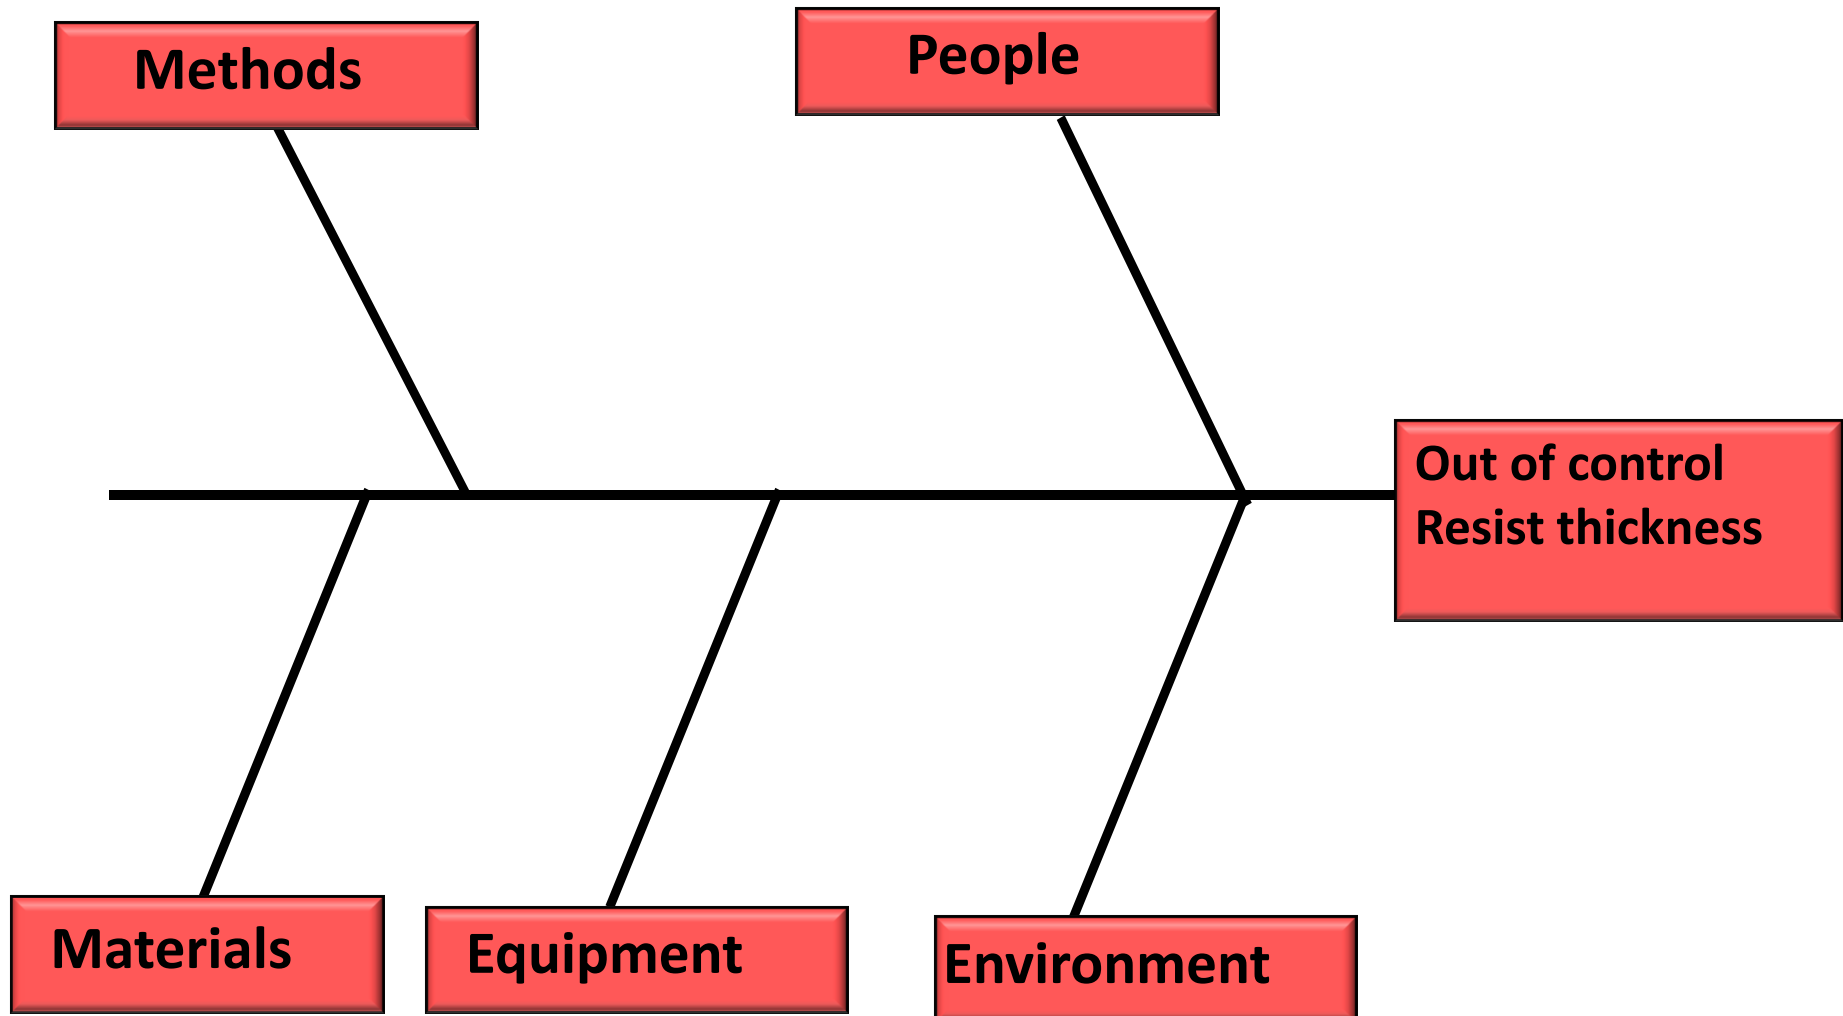 Methods
People
Out of control
Resist thickness
Materials
Equipment
Environment